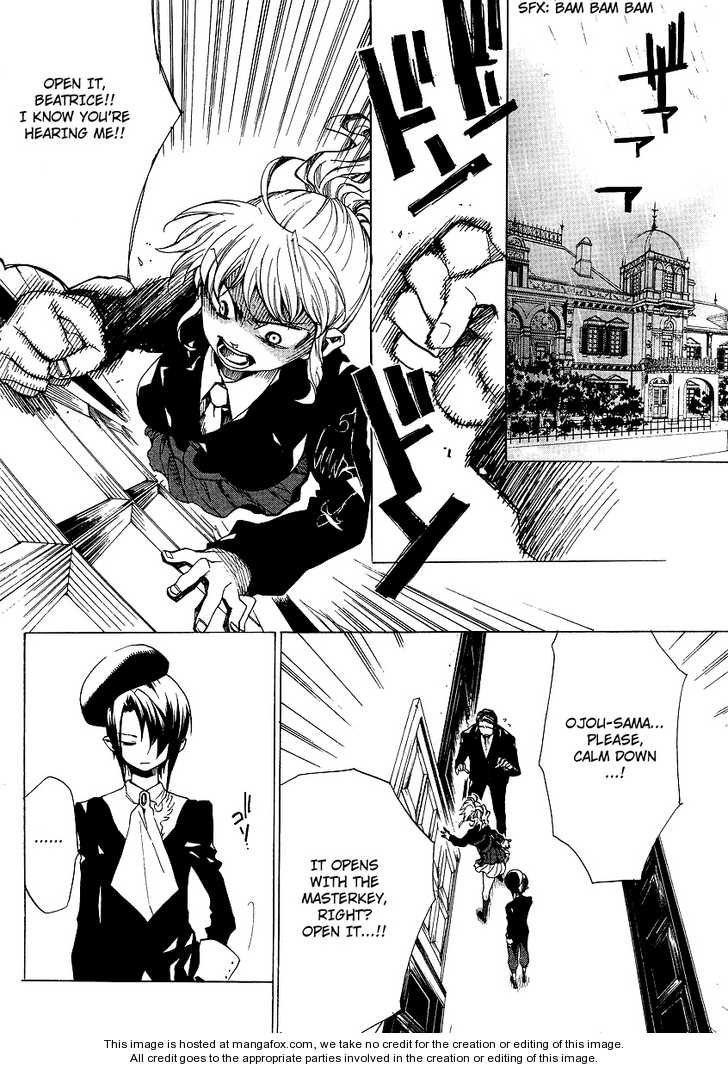 SFX: BAM BAM BAM
ザアァー
ドド
ドン
OPEN IT,
BEATRICE!!
I KNOW YOU'RE
HEARING ME!!
OJOU-SAMA...
PLEASE,
CALM DOWN
...!
IT OPENS
WITH THE
MASTERKEY,
RIGHT?
OPEN IT...!!
......
This image is hosted at mangafox.com, we take no credit for the creation or editing of this image.
All credit goes to the appropriate parties involved in the creation or editing of this image.